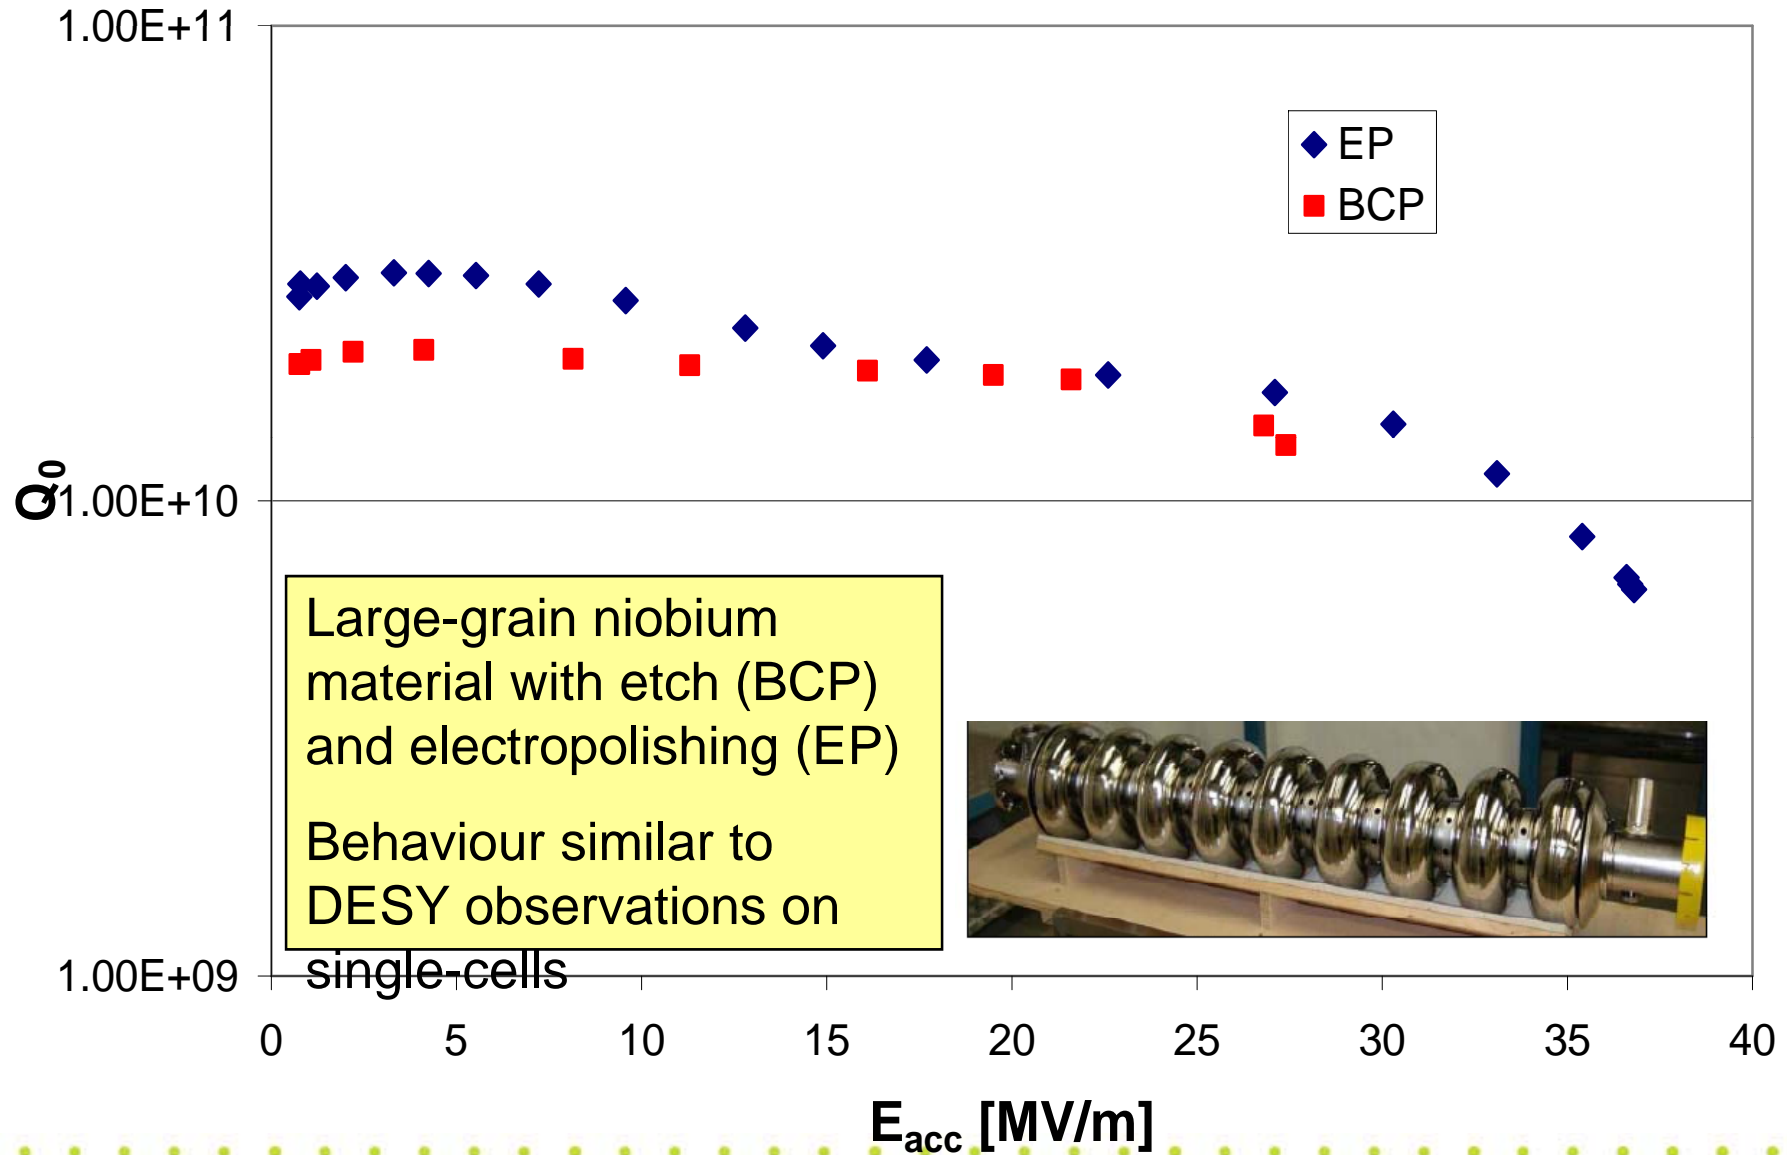 1.00E+11
EP
BCP
Q0
1.00E+10
Large-grain niobium
material with etch (BCP)
and electropolishing (EP)
Behaviour similar to
DESY observations on
single-cells
1.00E+09
0 5 10 15 20 25 30 35 40
Eacc [MV/m]